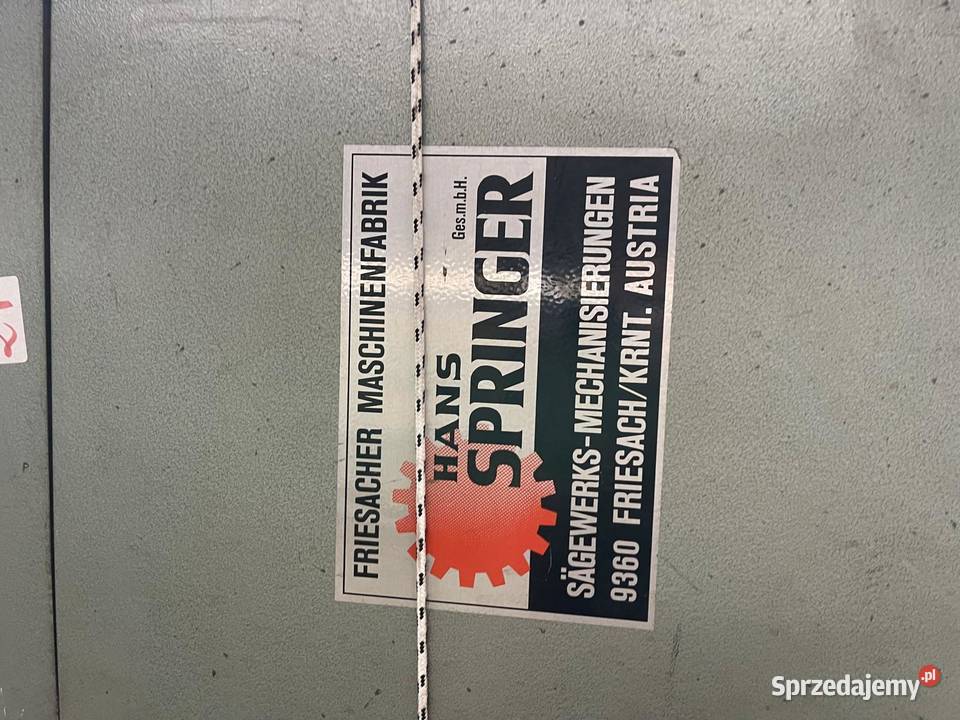 FRIESACHER MASCHINENFABRIK
HANS
Ges.m.b.H.
SPRINGER
SÄGEWERKS-MECHANISIERUNGEN
9360 FRIESACH/KRNT. AUSTRIA
Sprzedajemy.pl